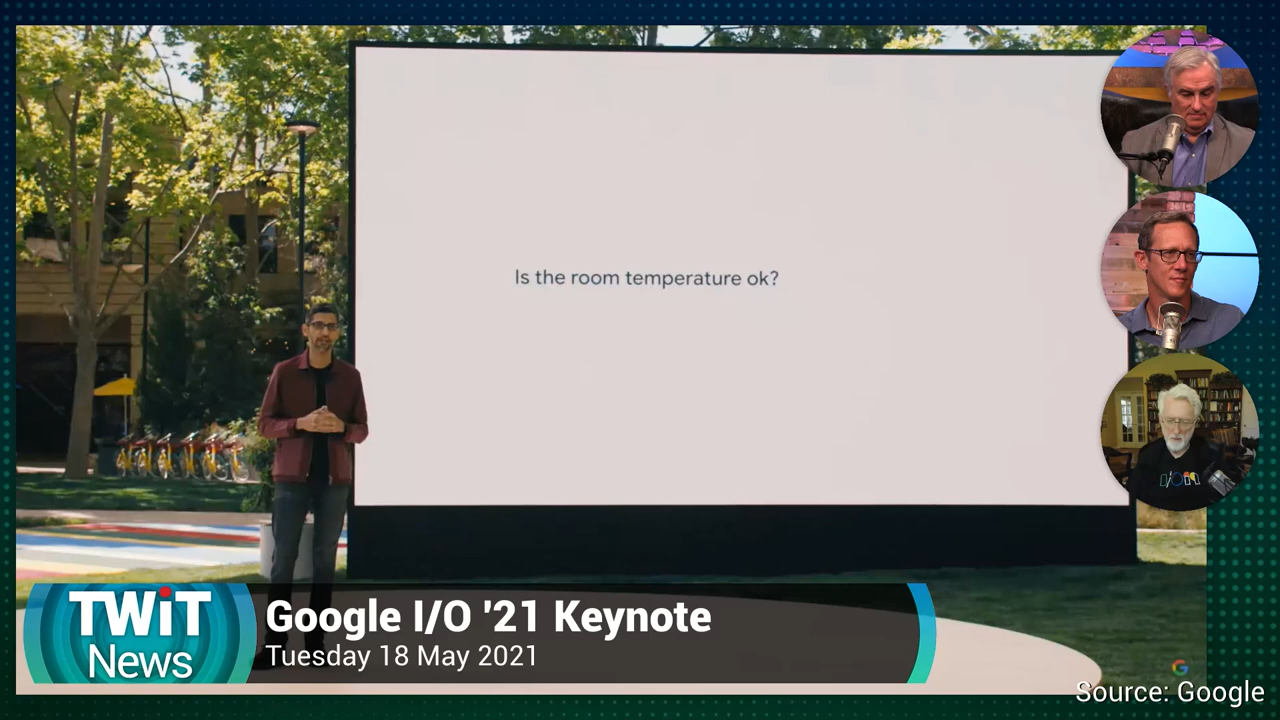 Is the room temperature ok?
I/O
TWiT
News
Google I/O '21 Keynote
Tuesday 18 May 2021
G
Source: Google